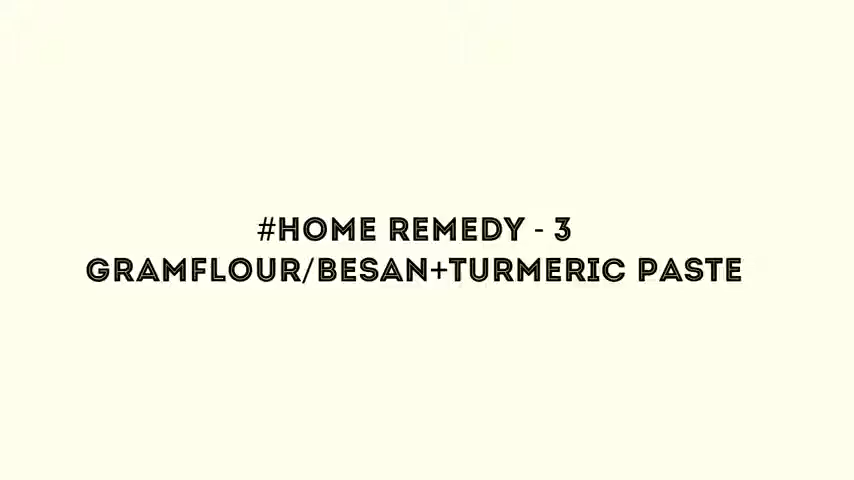 #HOME REMEDY - 3
GRAMFLOUR/BESAN+TURMERIC PASTE